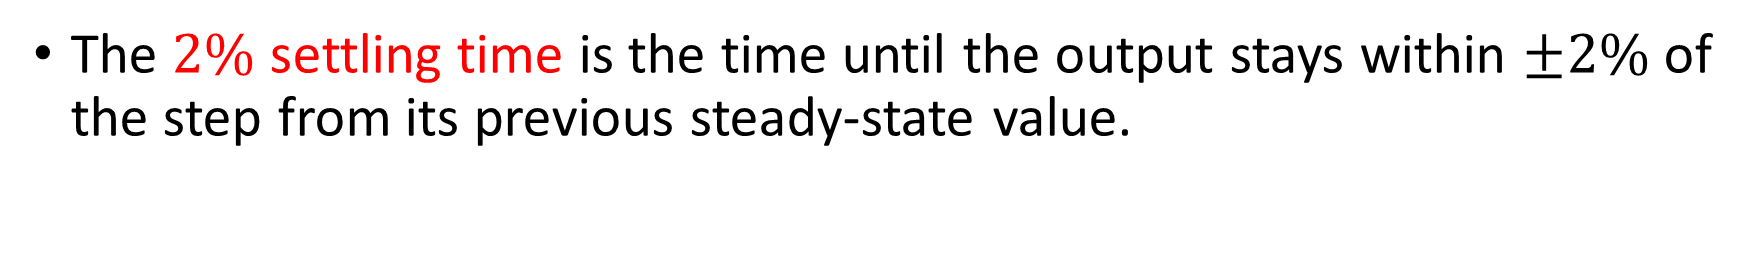 • The 2% settling time is the time until the output stays within ±2% of
the step from its previous steady-state value.